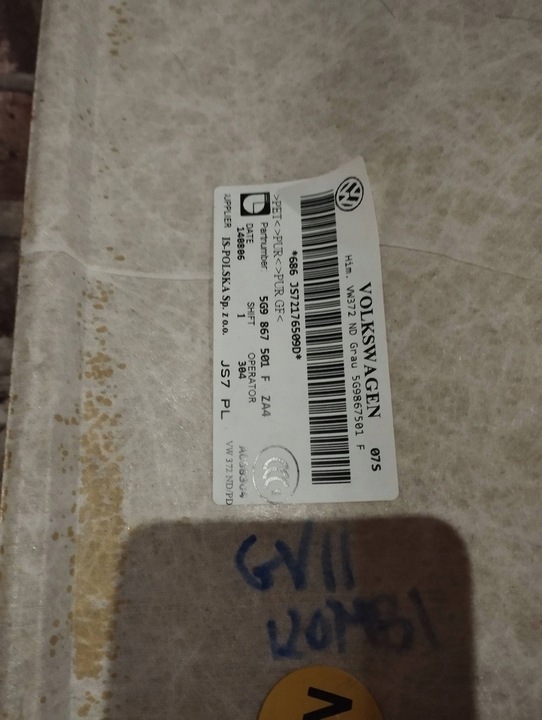 VOLKSWAGEN 07S
Him. VW372 ND Grau 5G9867501 F
*686 JS72176509D*
>PET<>PUR<>PUR GF<
Partnumber 5G9 867 501 F ZA4
DATE SHIFT OPERATOR
140806 1 304
SUPPLIER IS-POLSKA Sp. z o.o. JS7 PL
VW 372 ND/PD
CCC
GVII
KOMBI
V